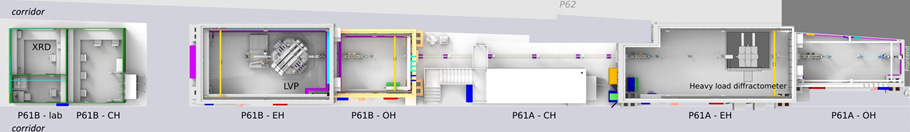 corridor
P62
XRD
LVP
Heavy load diffractometer
P61B - lab
P61B - CH
P61B - EH
P61B - OH
P61A - CH
P61A - EH
P61A - OH
corridor